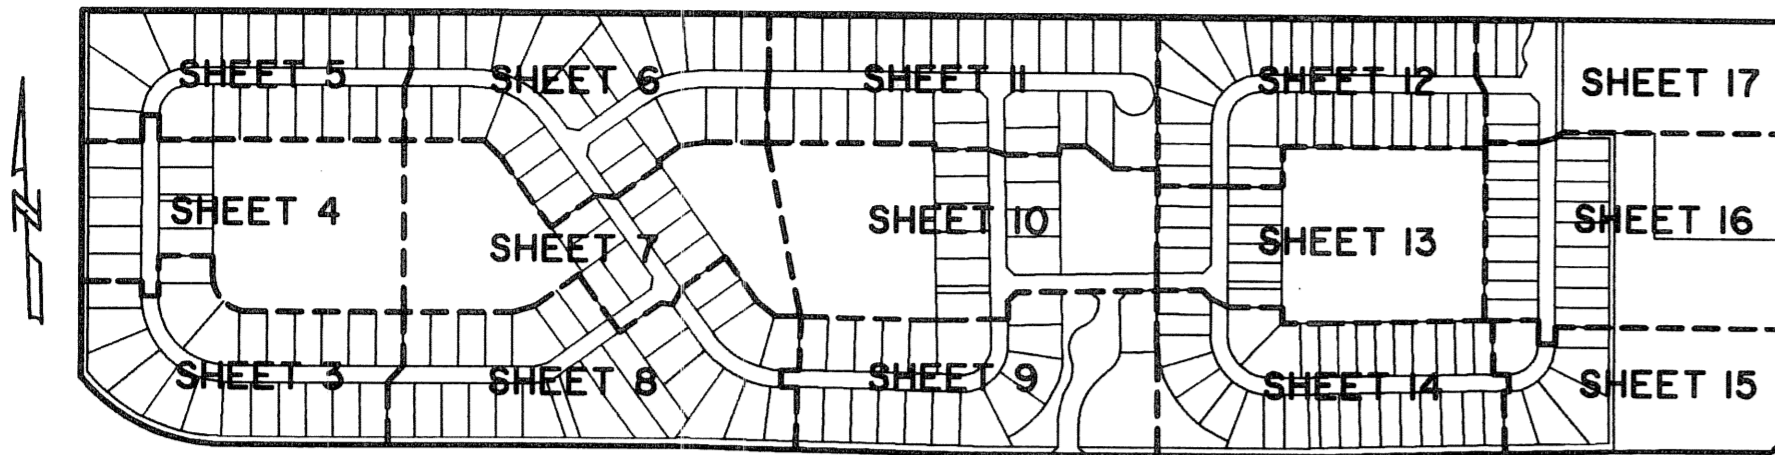 SHEET 5
SHEET 6
SHEET 11
SHEET 12
SHEET 17
N
SHEET 4
SHEET 7
SHEET 10
SHEET 13
SHEET 16
SHEET 3
SHEET 8
SHEET 9
SHEET 14
SHEET 15